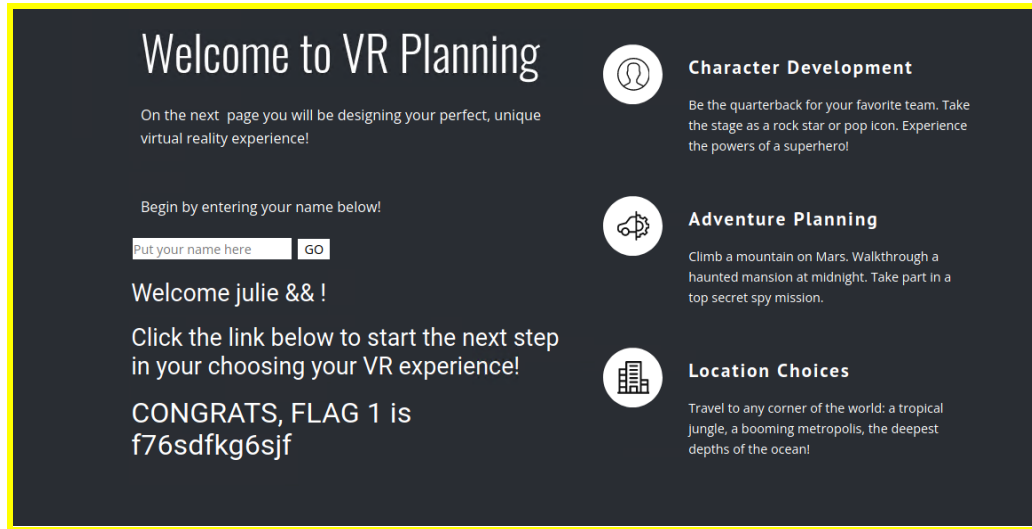 Welcome to VR Planning
On the next  page you will be designing your perfect, unique
virtual reality experience!
Begin by entering your name below!
Put your name here
GO
Welcome julie && !
Click the link below to start the next step
in your choosing your VR experience!
CONGRATS, FLAG 1 is
f76sdfkg6sjf
Character Development
Be the quarterback for your favorite team. Take
the stage as a rock star or pop icon. Experience
the powers of a superhero!
Adventure Planning
Climb a mountain on Mars. Walkthrough a
haunted mansion at midnight. Take part in a
top secret spy mission.
Location Choices
Travel to any corner of the world: a tropical
jungle, a booming metropolis, the deepest
depths of the ocean!